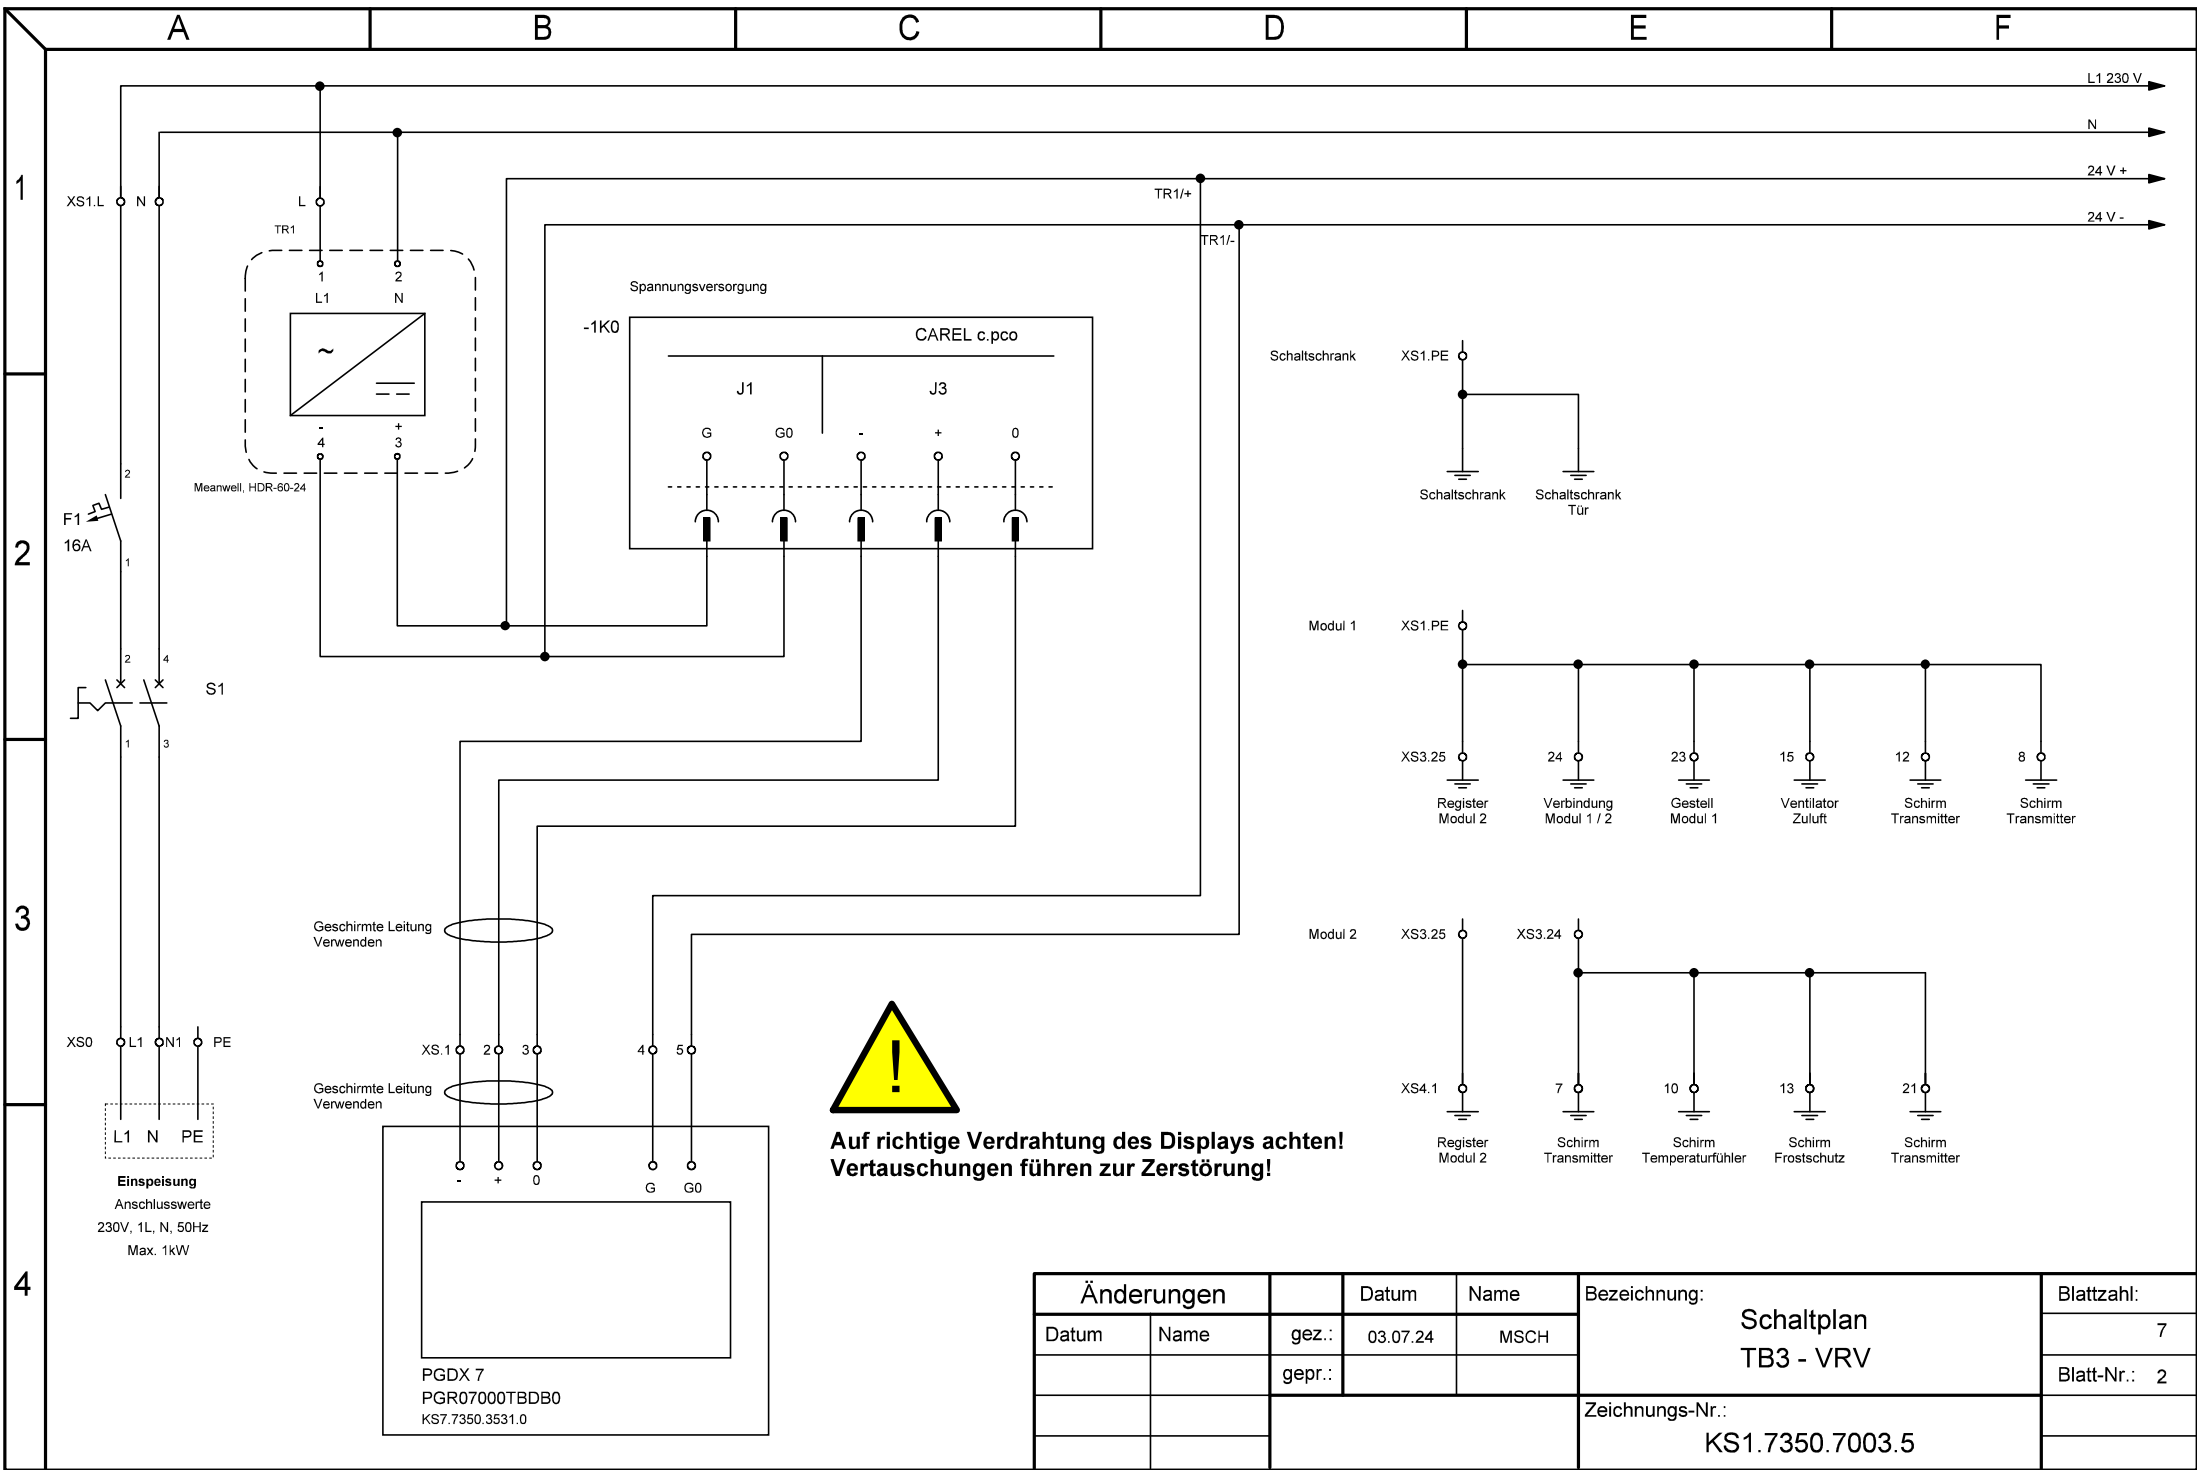 A B C D E F
1
2
3
4
L1 230 V
N
24 V +
24 V -
XS1.L N
L
TR1
1 2
L1 N
~
- +
4 3
Meanwell, HDR-60-24
TR1/+
TR1/-
Spannungsversorgung
-1K0
CAREL c.pco
J1 J3
G G0 - + 0
2
F1
16A
1
2 4
S1
1 3
Schaltschrank XS1.PE
Schaltschrank
Schaltschrank
Tür
Modul 1 XS1.PE
XS3.25 24 23 15 12 8
Register
Modul 2
Verbindung
Modul 1 / 2
Gestell
Modul 1
Ventilator
Zuluft
Schirm
Transmitter
Schirm
Transmitter
Modul 2 XS3.25 XS3.24
XS4.1 7 10 13 21
Register
Modul 2
Schirm
Transmitter
Schirm
Temperaturfühler
Schirm
Frostschutz
Schirm
Transmitter
Geschirmte Leitung
Verwenden
XS0 L1 N1 PE
XS.1 2 3 4 5
Geschirmte Leitung
Verwenden
L1 N PE
Einspeisung
Anschlusswerte
230V, 1L, N, 50Hz
Max. 1kW
- + 0 G G0
PGDX 7
PGR07000TBDB0
KS7.7350.3531.0
!
Auf richtige Verdrahtung des Displays achten!
Vertauschungen führen zur Zerstörung!
Änderungen Datum Name Bezeichnung: Blattzahl:
Datum Name gez.: 03.07.24 MSCH Schaltplan 7
gepr.: TB3 - VRV Blatt-Nr.: 2
Zeichnungs-Nr.:
KS1.7350.7003.5